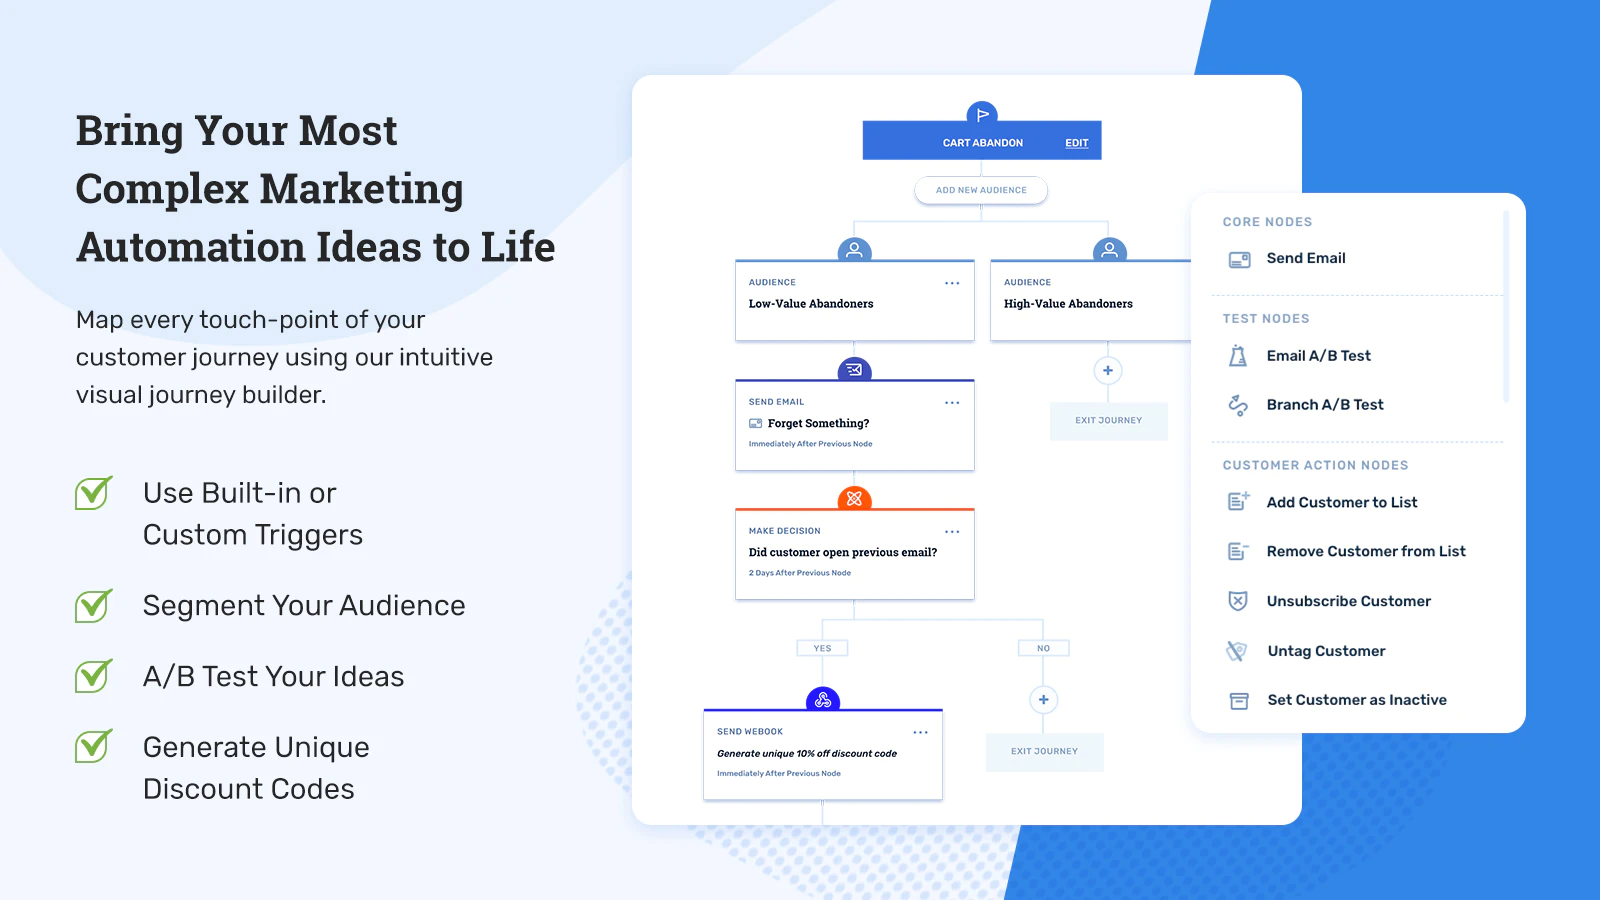 Bring Your Most
Complex Marketing
Automation Ideas to Life
Map every touch-point of your
customer journey using our intuitive
visual journey builder.
Use Built-in or
Custom Triggers
Segment Your Audience
A/B Test Your Ideas
Generate Unique
Discount Codes
CART ABANDON
EDIT
ADD NEW AUDIENCE
AUDIENCE
Low-Value Abandoners
AUDIENCE
High-Value Abandoners
SEND EMAIL
Forget Something?
Immediately After Previous Node
EXIT JOURNEY
MAKE DECISION
Did customer open previous email?
2 Days After Previous Node
YES
NO
SEND WEBOOK
Generate unique 10% off discount code
Immediately After Previous Node
EXIT JOURNEY
CORE NODES
Send Email
TEST NODES
Email A/B Test
Branch A/B Test
CUSTOMER ACTION NODES
Add Customer to List
Remove Customer from List
Unsubscribe Customer
Untag Customer
Set Customer as Inactive